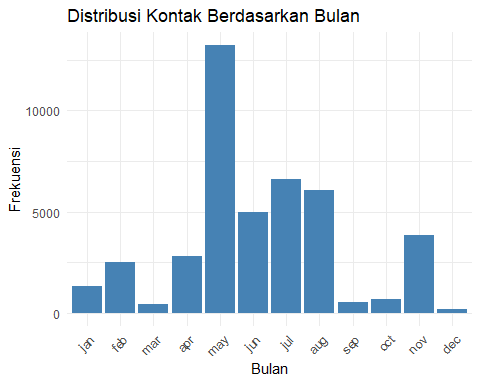 Distribusi Kontak Berdasarkan Bulan
Frekuensi
10000
5000
0
jan feb mar apr may jun jul aug sep oct nov dec
Bulan